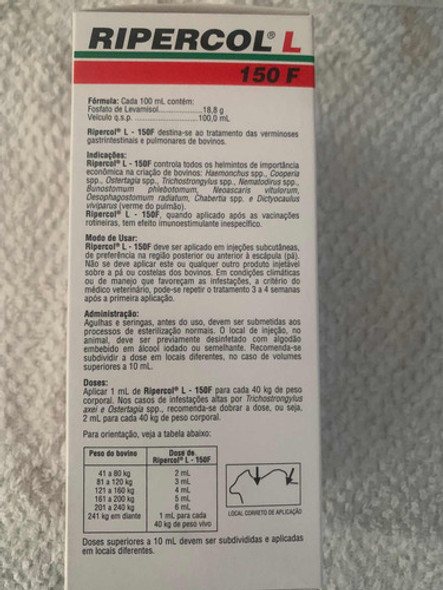 RIPERCOL® L
150 F
Fórmula: Cada 100 mL contém:
Fosfato de Levamisol....................18,8 g
Veículo q.s.p. ............................100,0 mL
Ripercol® L - 150F destina-se ao tratamento das verminoses
gastrintestinais e pulmonares de bovinos.
Indicações:
Ripercol® L - 150F controla todos os helmintos de importância
econômica na criação de bovinos: Haemonchus spp., Cooperia
spp., Ostertagia spp., Trichostrongylus spp., Nematodirus spp.,
Bunostomum phlebotomum, Neoascaris vitulorum,
Oesophagostomum radiatum, Chabertia spp. e Dictyocaulus
viviparus (verme do pulmão).
Ripercol® L - 150F, quando aplicado após as vacinações
rotineiras, tem efeito imunoestimulante inespecífico.
Modo de Usar:
Ripercol® L - 150F deve ser aplicado em injeções subcutâneas,
de preferência na região posterior ou anterior à escápula (pá).
Não se deve aplicar este ou qualquer outro produto injetável
sobre a pá ou costelas dos bovinos. Em condições climáticas
ou de manejo que favoreçam as infestações, a critério do
médico veterinário, pode-se repetir o tratamento 3 a 4 semanas
após a primeira aplicação.
Administração:
Agulhas e seringas, antes do uso, devem ser submetidas aos
processos de esterilização normais. O local de injeção, no
animal, deve ser previamente desinfetado com algodão
embebido em álcool iodado ou semelhante. Recomenda-se
subdividir a dose em locais diferentes, no caso de volumes
superiores a 10 mL.
Doses:
Aplicar 1 mL de Ripercol® L - 150F para cada 40 kg de peso
corporal. Nos casos de infestações altas por Trichostrongylus
axei e Ostertagia spp., recomenda-se dobrar a dose, ou seja,
2 mL para cada 40 kg de peso corporal.
Para orientação, veja a tabela abaixo:
Peso do bovino Dose de
Ripercol® L - 150F
41 a 80 kg 2 mL
81 a 120 kg 3 mL
121 a 160 kg 4 mL
161 a 200 kg 5 mL
201 a 240 kg 6 mL
241 kg em diante 1 mL para cada
40 kg de peso vivo
LOCAL CORRETO DE APLICAÇÃO
Doses superiores a 10 mL devem ser subdivididas e aplicadas
em locais diferentes.